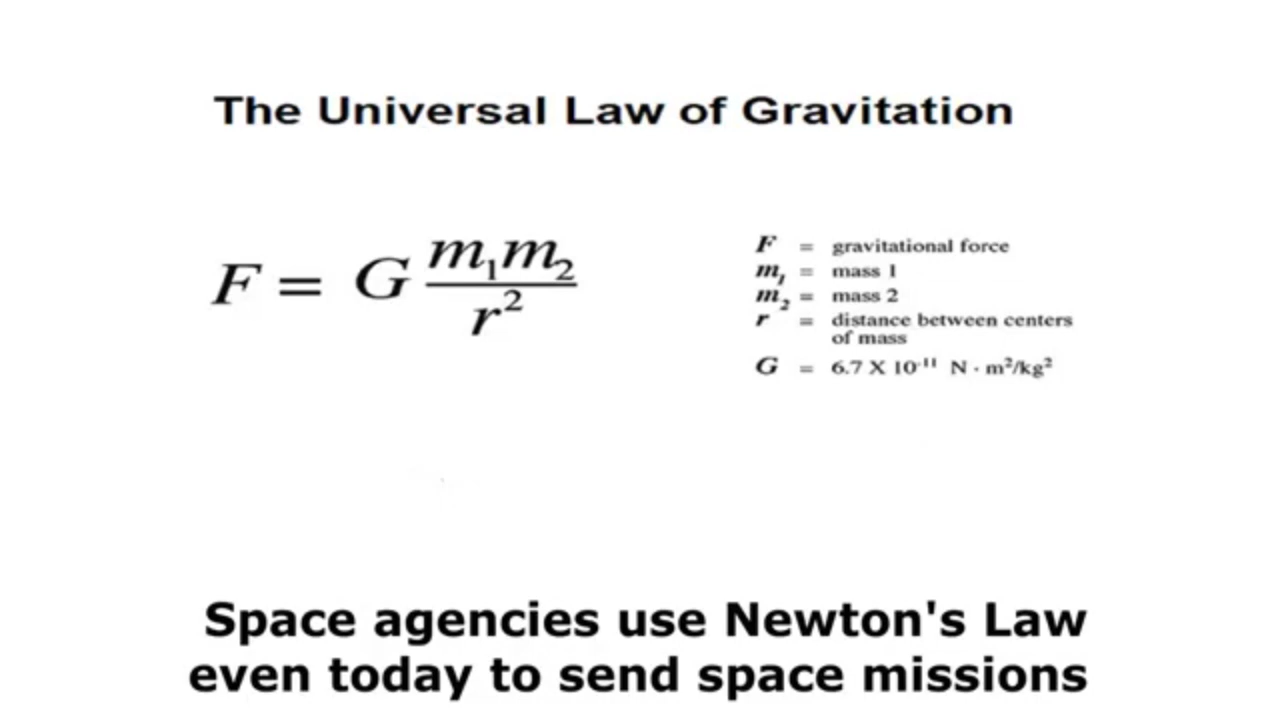 The Universal Law of Gravitation
F = G m₁m₂ / r²
F = gravitational force
m₁ = mass 1
m₂ = mass 2
r = distance between centers
of mass
G = 6.7 X 10⁻¹¹ N · m²/kg²
Space agencies use Newton's Law
even today to send space missions